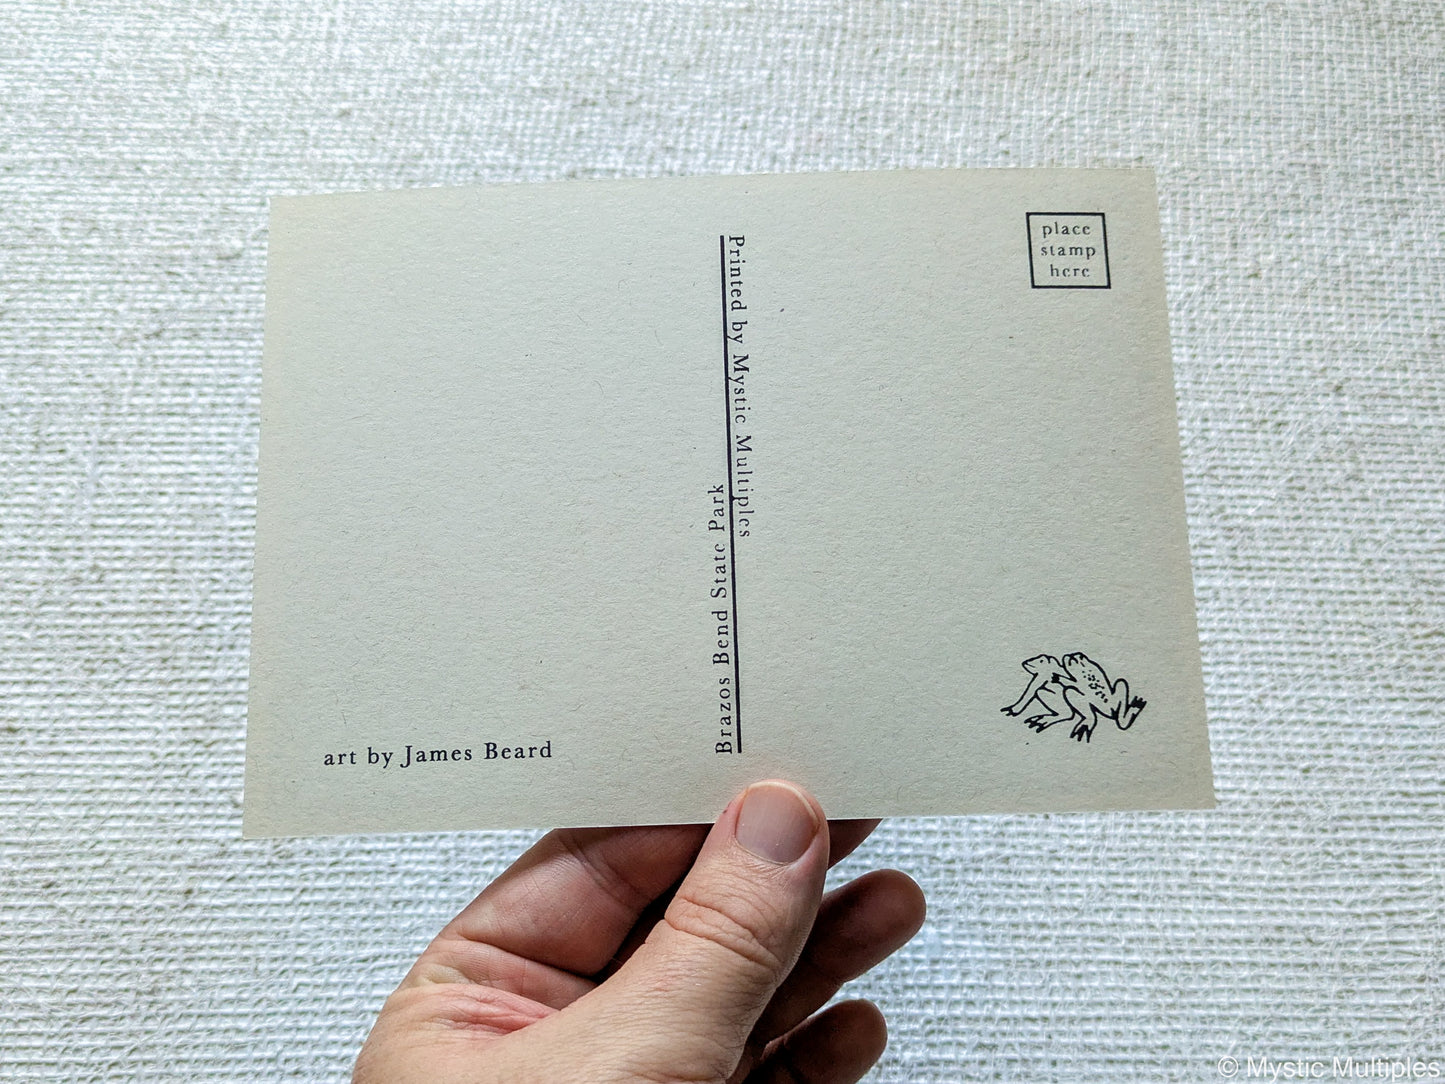 place
stamp
here
Printed by Mystic Multiples
Brazos Bend State Park
art by James Beard
© Mystic Multiples